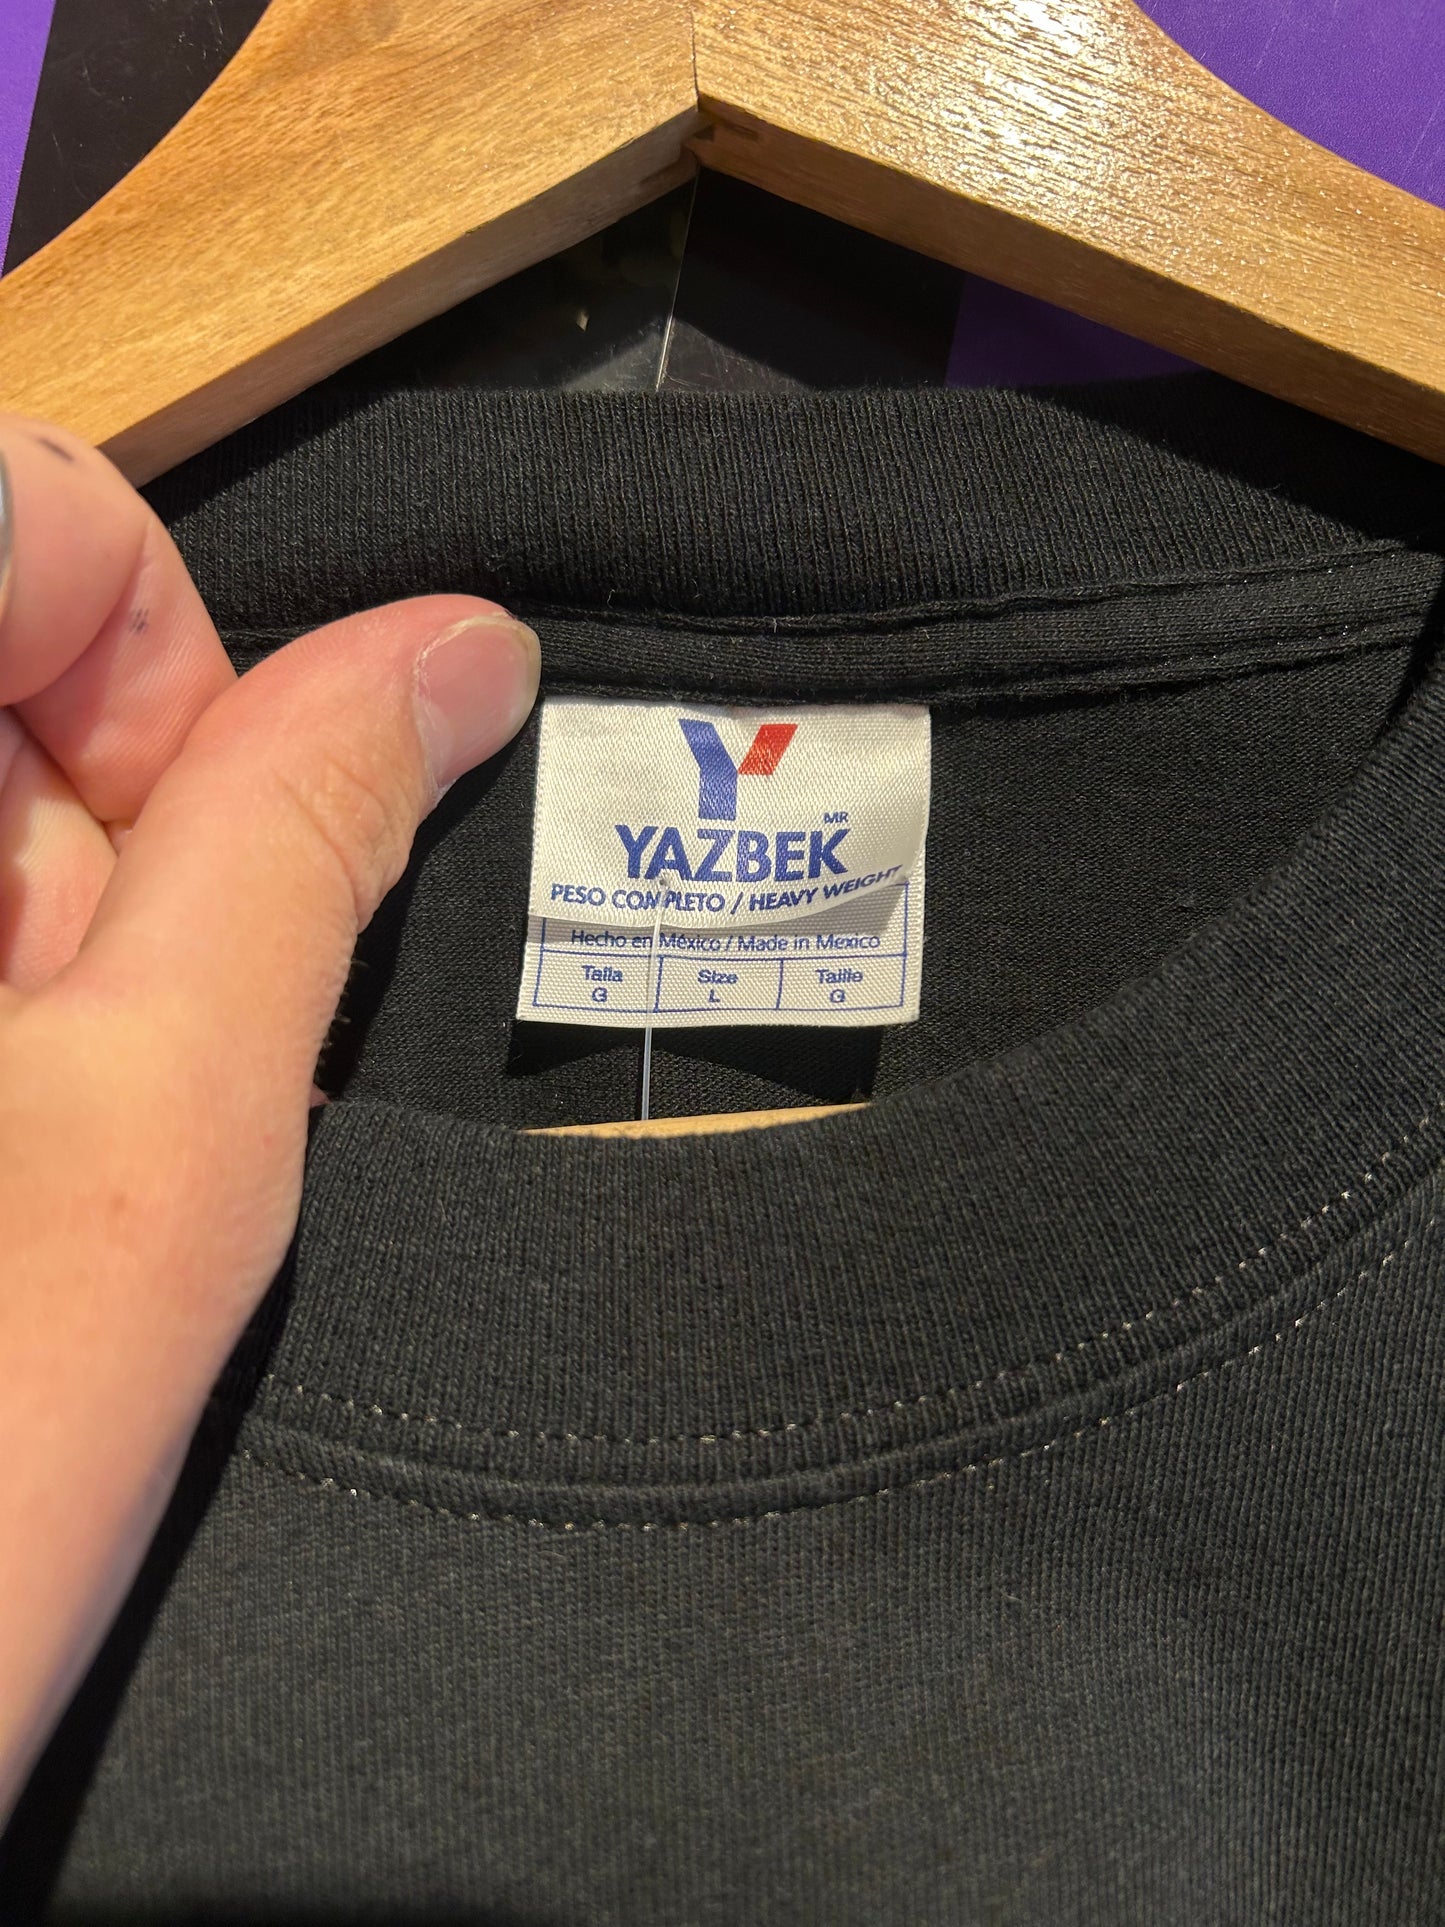 Y
MR
YAZBEK
PESO COMPLETO / HEAVY WEIGHT
Hecho en México / Made in Mexico
Talla Size Taille
G L G